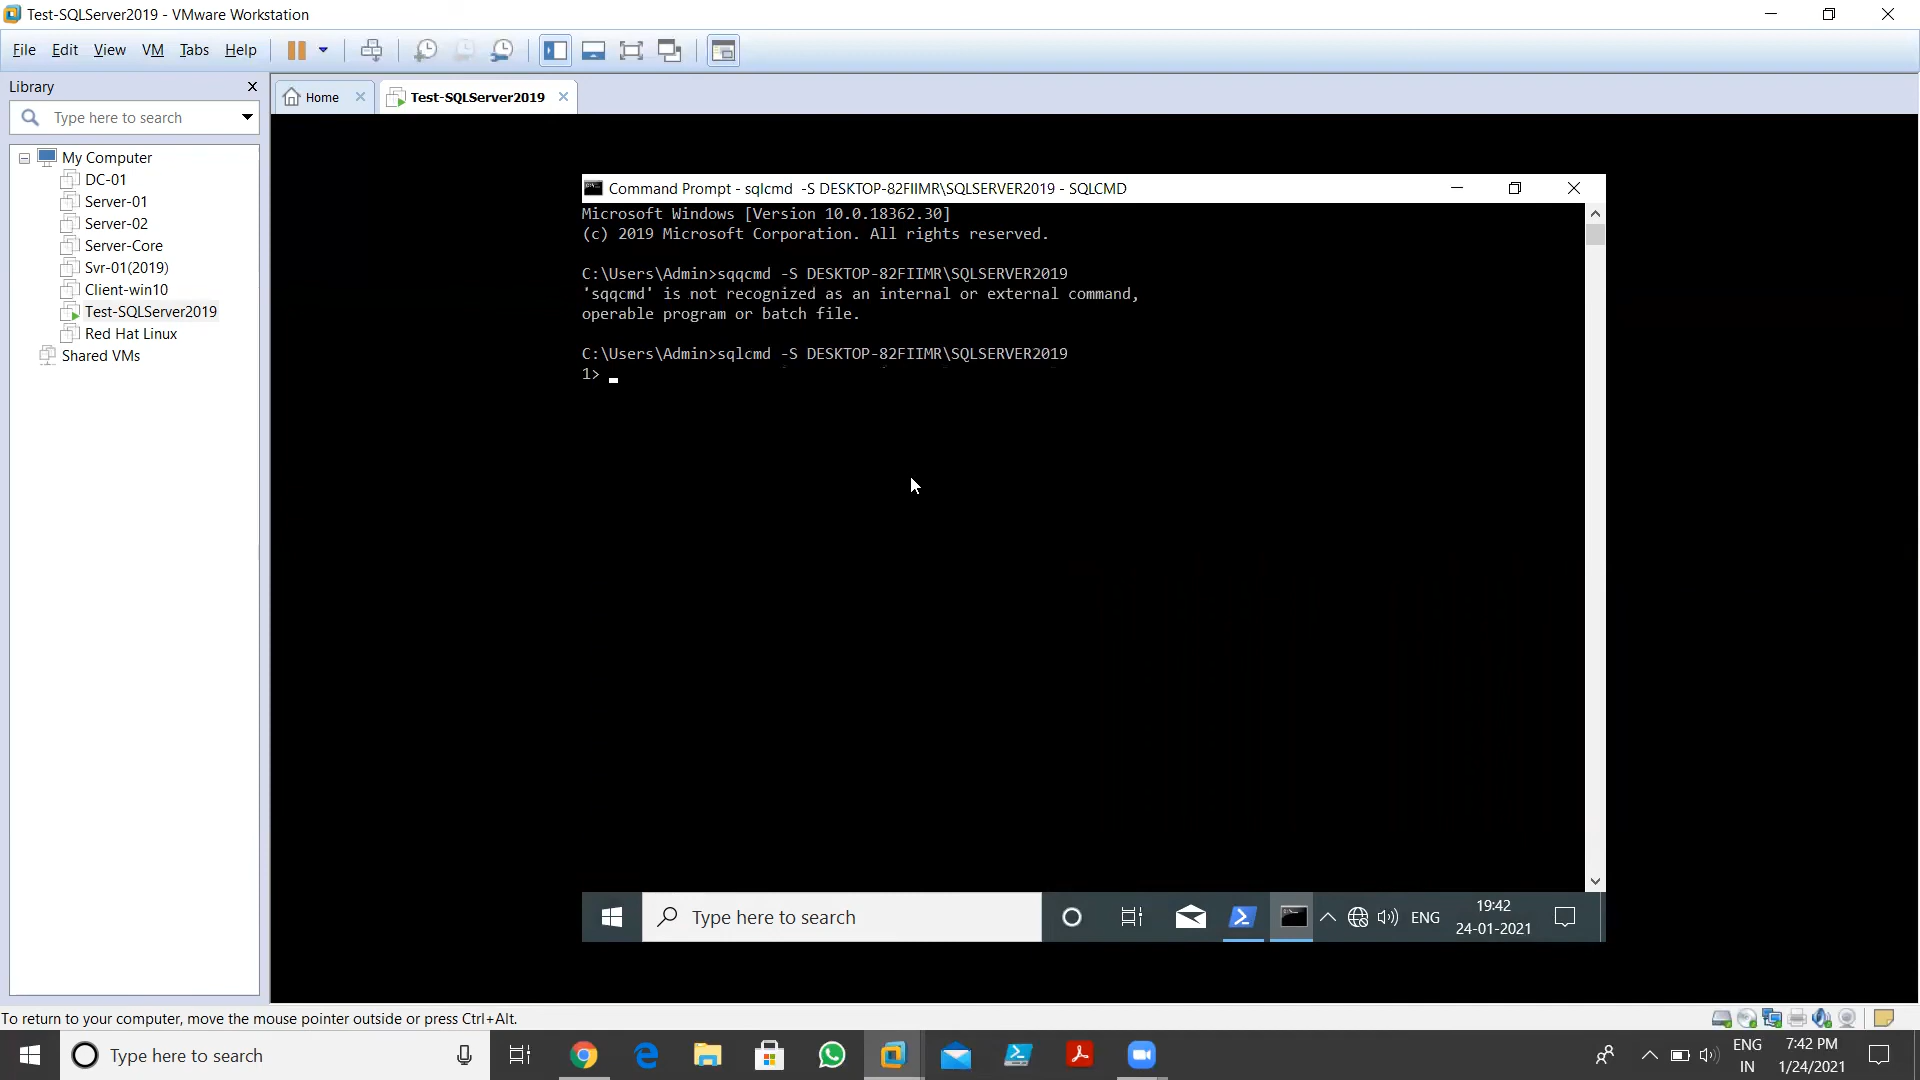 Test-SQLServer2019 - VMware Workstation
File Edit View VM Tabs Help
Library
Type here to search
My Computer
DC-01
Server-01
Server-02
Server-Core
Svr-01(2019)
Client-win10
Test-SQLServer2019
Red Hat Linux
Shared VMs
Home
Test-SQLServer2019
Command Prompt - sqlcmd -S DESKTOP-82FIIMR\SQLSERVER2019 - SQLCMD
Microsoft Windows [Version 10.0.18362.30]
(c) 2019 Microsoft Corporation. All rights reserved.
C:\Users\Admin>sqqcmd -S DESKTOP-82FIIMR\SQLSERVER2019
'sqqcmd' is not recognized as an internal or external command,
operable program or batch file.
C:\Users\Admin>sqlcmd -S DESKTOP-82FIIMR\SQLSERVER2019
1>
Type here to search
ENG
19:42
24-01-2021
To return to your computer, move the mouse pointer outside or press Ctrl+Alt.
Type here to search
ENG
IN
7:42 PM
1/24/2021